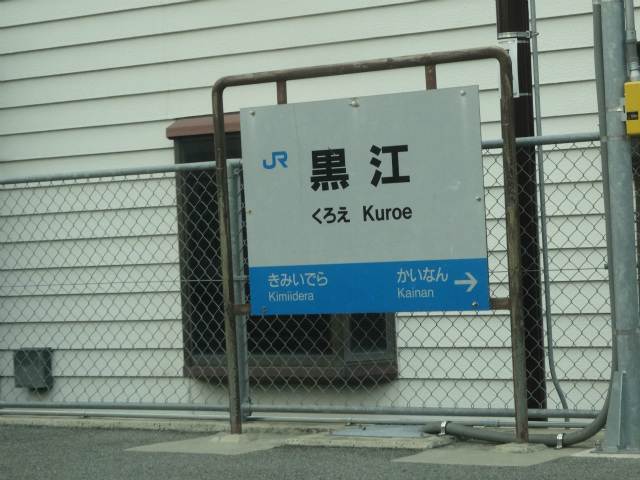 JR 黒江
くろえ Kuroe
きみいでら かいなん →
Kimiidera Kainan